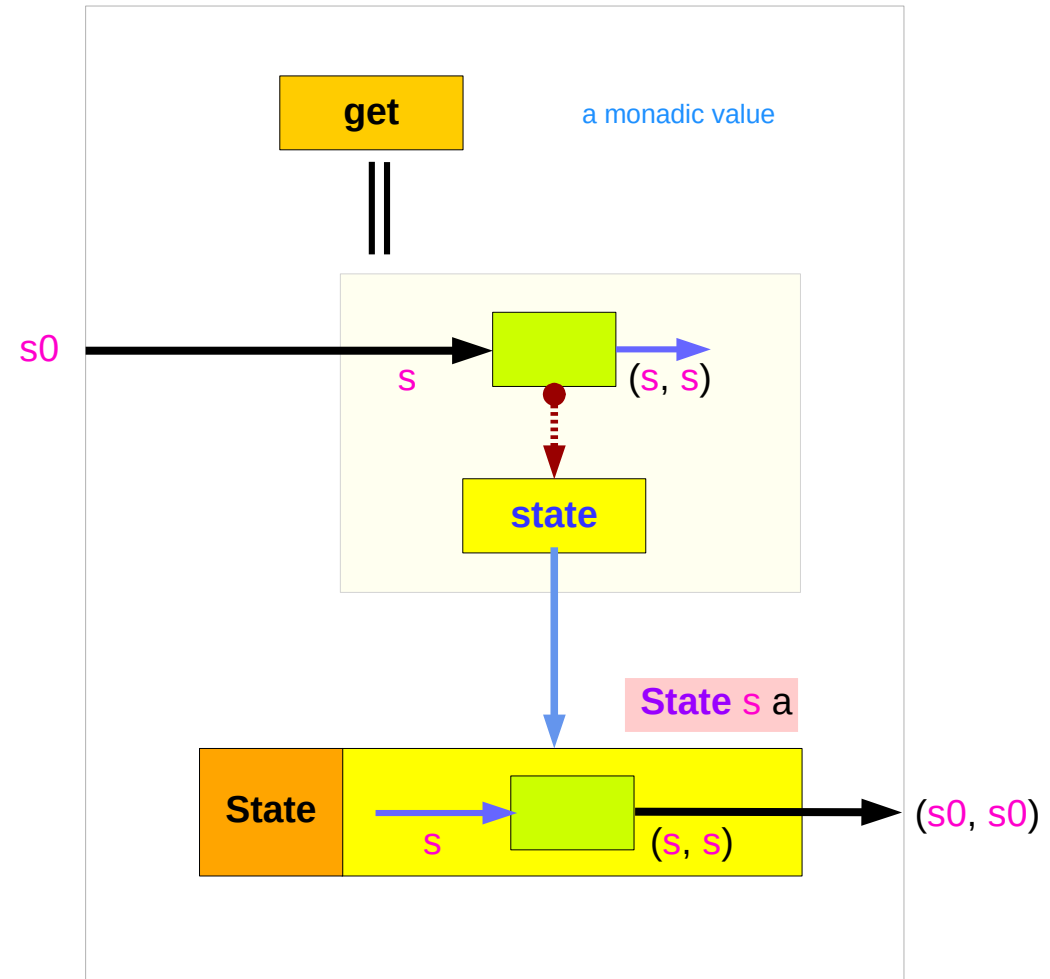 get
a monadic value
s0
s
(s, s)
state
State s a
State
s
(s, s)
(s0, s0)